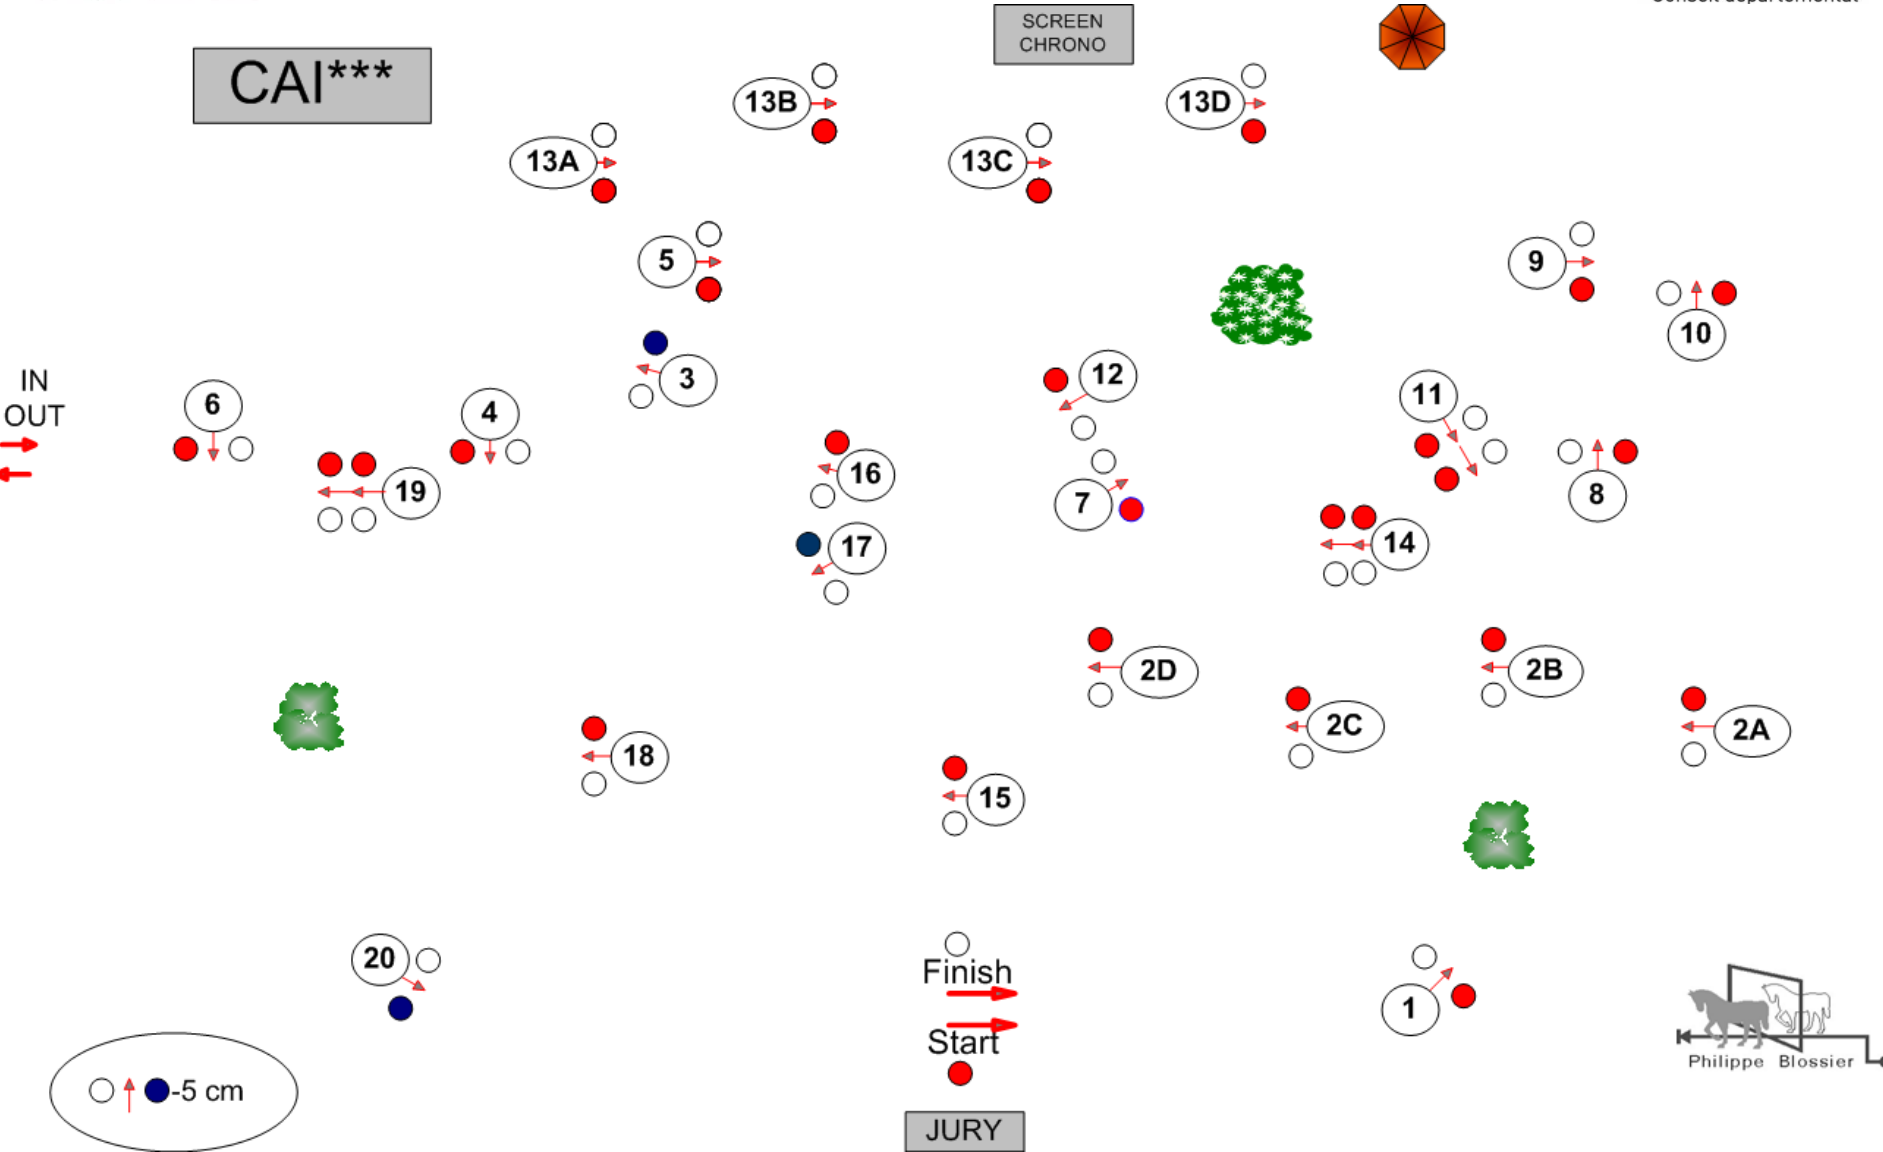 Conseil départemental
SCREEN
CHRONO
CAI***
13B
13D
13A
13C
5
9
10
3
12
IN
OUT
6
4
11
19
16
7
8
17
14
2D
2B
2C
2A
18
15
20
Finish
1
Start
Philippe Blossier
-5 cm
JURY